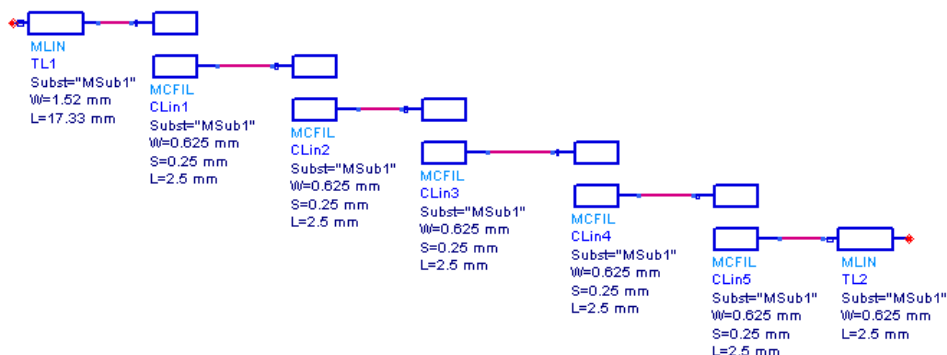 MLIN
TL1
Subst="MSub1"
W=1.52 mm
L=17.33 mm
MCFIL
CLin1
Subst="MSub1"
W=0.625 mm
S=0.25 mm
L=2.5 mm
MCFIL
CLin2
Subst="MSub1"
W=0.625 mm
S=0.25 mm
L=2.5 mm
MCFIL
CLin3
Subst="MSub1"
W=0.625 mm
S=0.25 mm
L=2.5 mm
MCFIL
CLin4
Subst="MSub1"
W=0.625 mm
S=0.25 mm
L=2.5 mm
MCFIL
CLin5
Subst="MSub1"
W=0.625 mm
S=0.25 mm
L=2.5 mm
MLIN
TL2
Subst="MSub1"
W=0.625 mm
L=2.5 mm